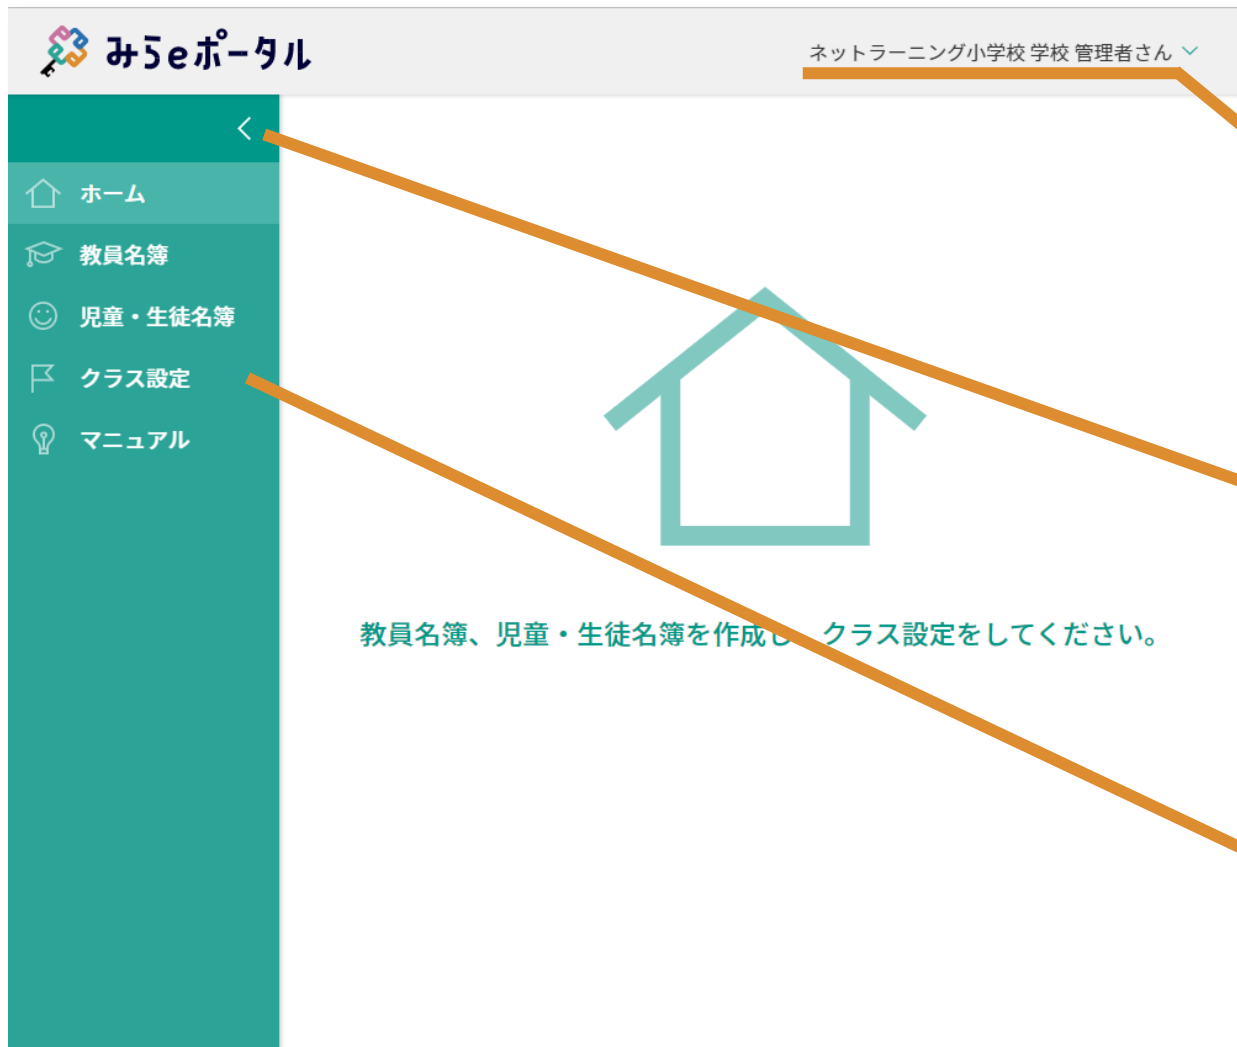 みらeポータル
ネットラーニング小学校 学校 管理者さん
ホーム
教員名簿
児童・生徒名簿
クラス設定
マニュアル
教員名簿、児童・生徒名簿を作成し クラス設定をしてください。